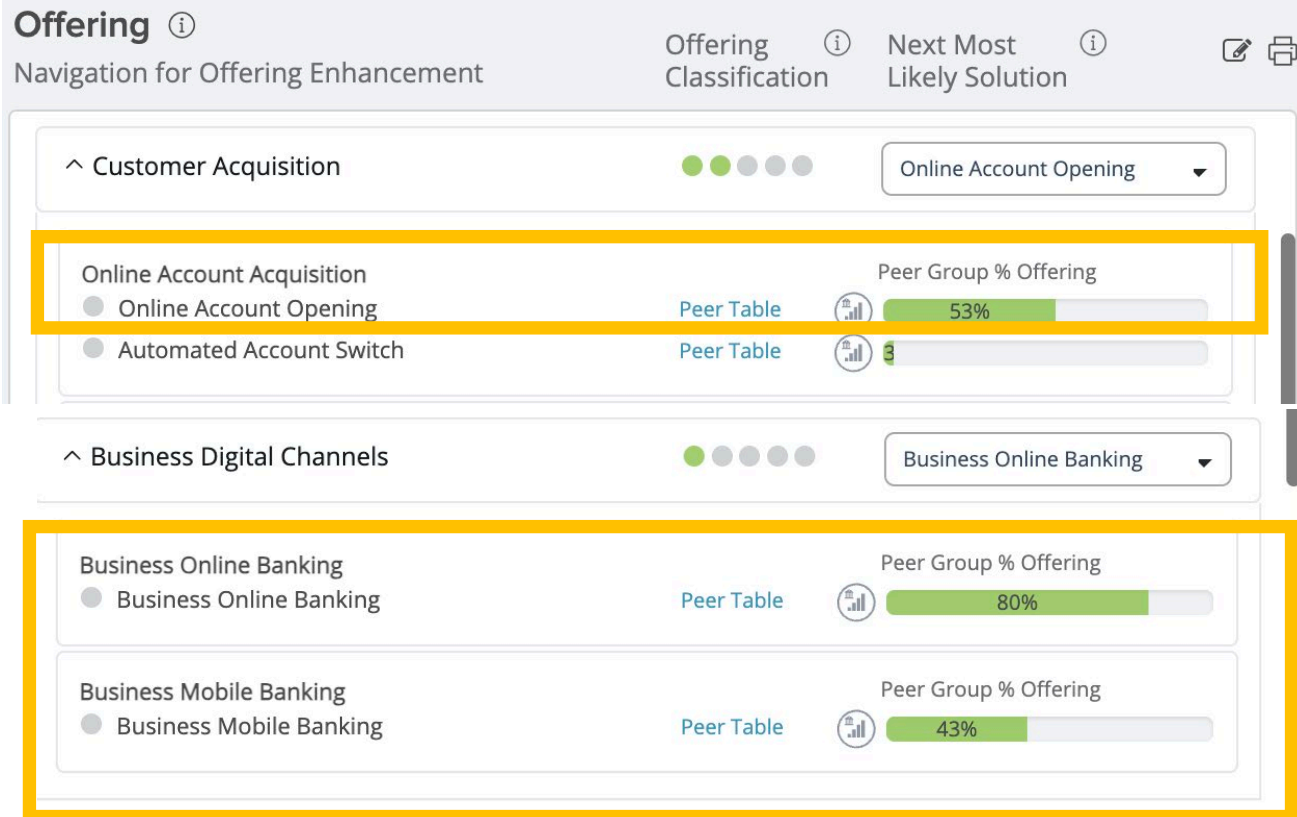 Offering
Navigation for Offering Enhancement
Offering Classification
Next Most Likely Solution
Customer Acquisition
Online Account Opening
Online Account Acquisition
Peer Group % Offering
Online Account Opening
Peer Table
53%
Automated Account Switch
Peer Table
3
Business Digital Channels
Business Online Banking
Business Online Banking
Peer Group % Offering
Business Online Banking
Peer Table
80%
Business Mobile Banking
Peer Group % Offering
Business Mobile Banking
Peer Table
43%